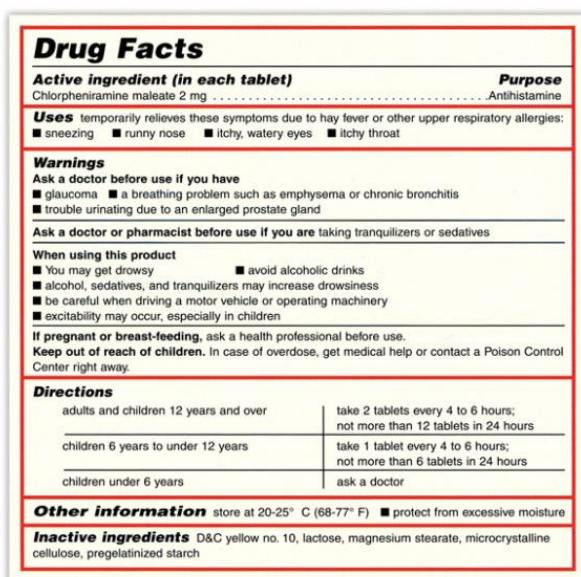 Drug Facts
Active ingredient (in each tablet) Purpose
Chlorpheniramine maleate 2 mg . . . . . . . . . . . . . . . . . . . . . . . . . . . . . . . . . . . . . . .Antihistamine
Uses temporarily relieves these symptoms due to hay fever or other upper respiratory allergies:
■ sneezing ■ runny nose ■ itchy, watery eyes ■ itchy throat
Warnings
Ask a doctor before use if you have
■ glaucoma ■ a breathing problem such as emphysema or chronic bronchitis
■ trouble urinating due to an enlarged prostate gland
Ask a doctor or pharmacist before use if you are taking tranquilizers or sedatives
When using this product
■ You may get drowsy ■ avoid alcoholic drinks
■ alcohol, sedatives, and tranquilizers may increase drowsiness
■ be careful when driving a motor vehicle or operating machinery
■ excitability may occur, especially in children
If pregnant or breast-feeding, ask a health professional before use.
Keep out of reach of children. In case of overdose, get medical help or contact a Poison Control
Center right away.
Directions
adults and children 12 years and over take 2 tablets every 4 to 6 hours;
not more than 12 tablets in 24 hours
children 6 years to under 12 years take 1 tablet every 4 to 6 hours;
not more than 6 tablets in 24 hours
children under 6 years ask a doctor
Other information store at 20-25° C (68-77° F) ■ protect from excessive moisture
Inactive ingredients D&C yellow no. 10, lactose, magnesium stearate, microcrystalline
cellulose, pregelatinized starch